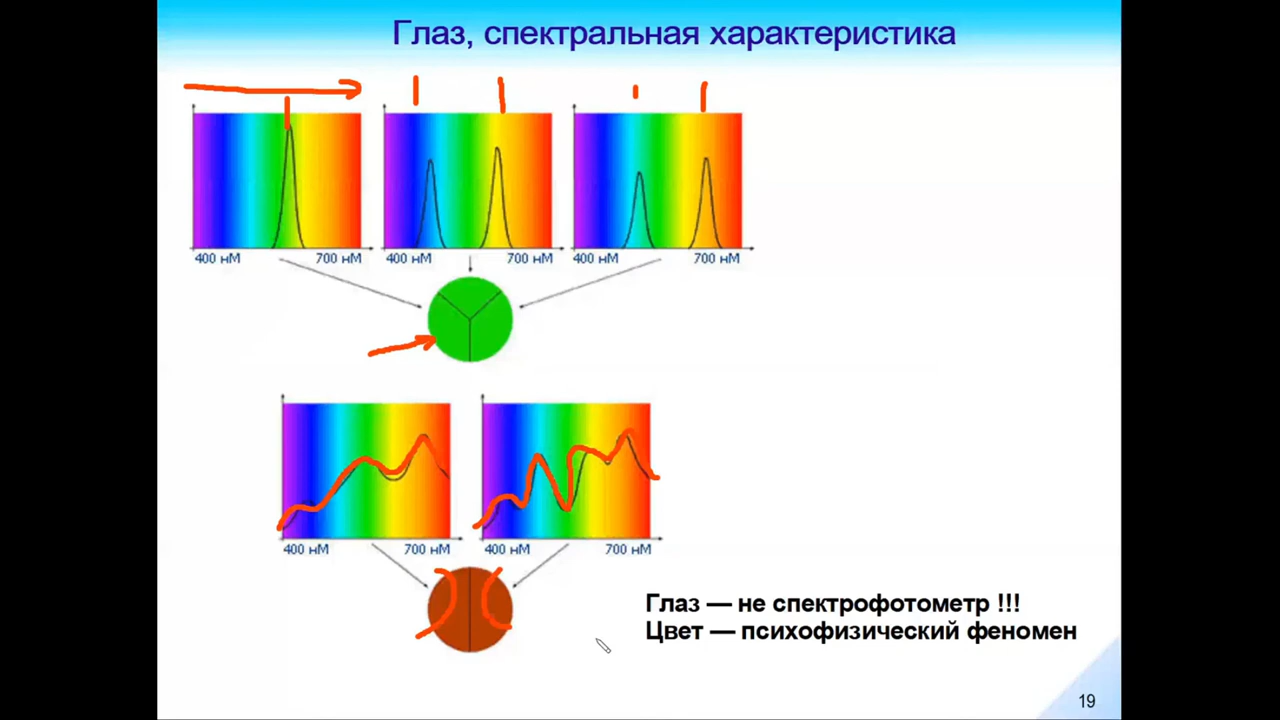 Глаз, спектральная характеристика
400 нм 700 нм 400 нм 700 нм 400 нм 700 нм
400 нм 700 нм 400 нм 700 нм
Глаз — не спектрофотометр !!!
Цвет — психофизический феномен
19